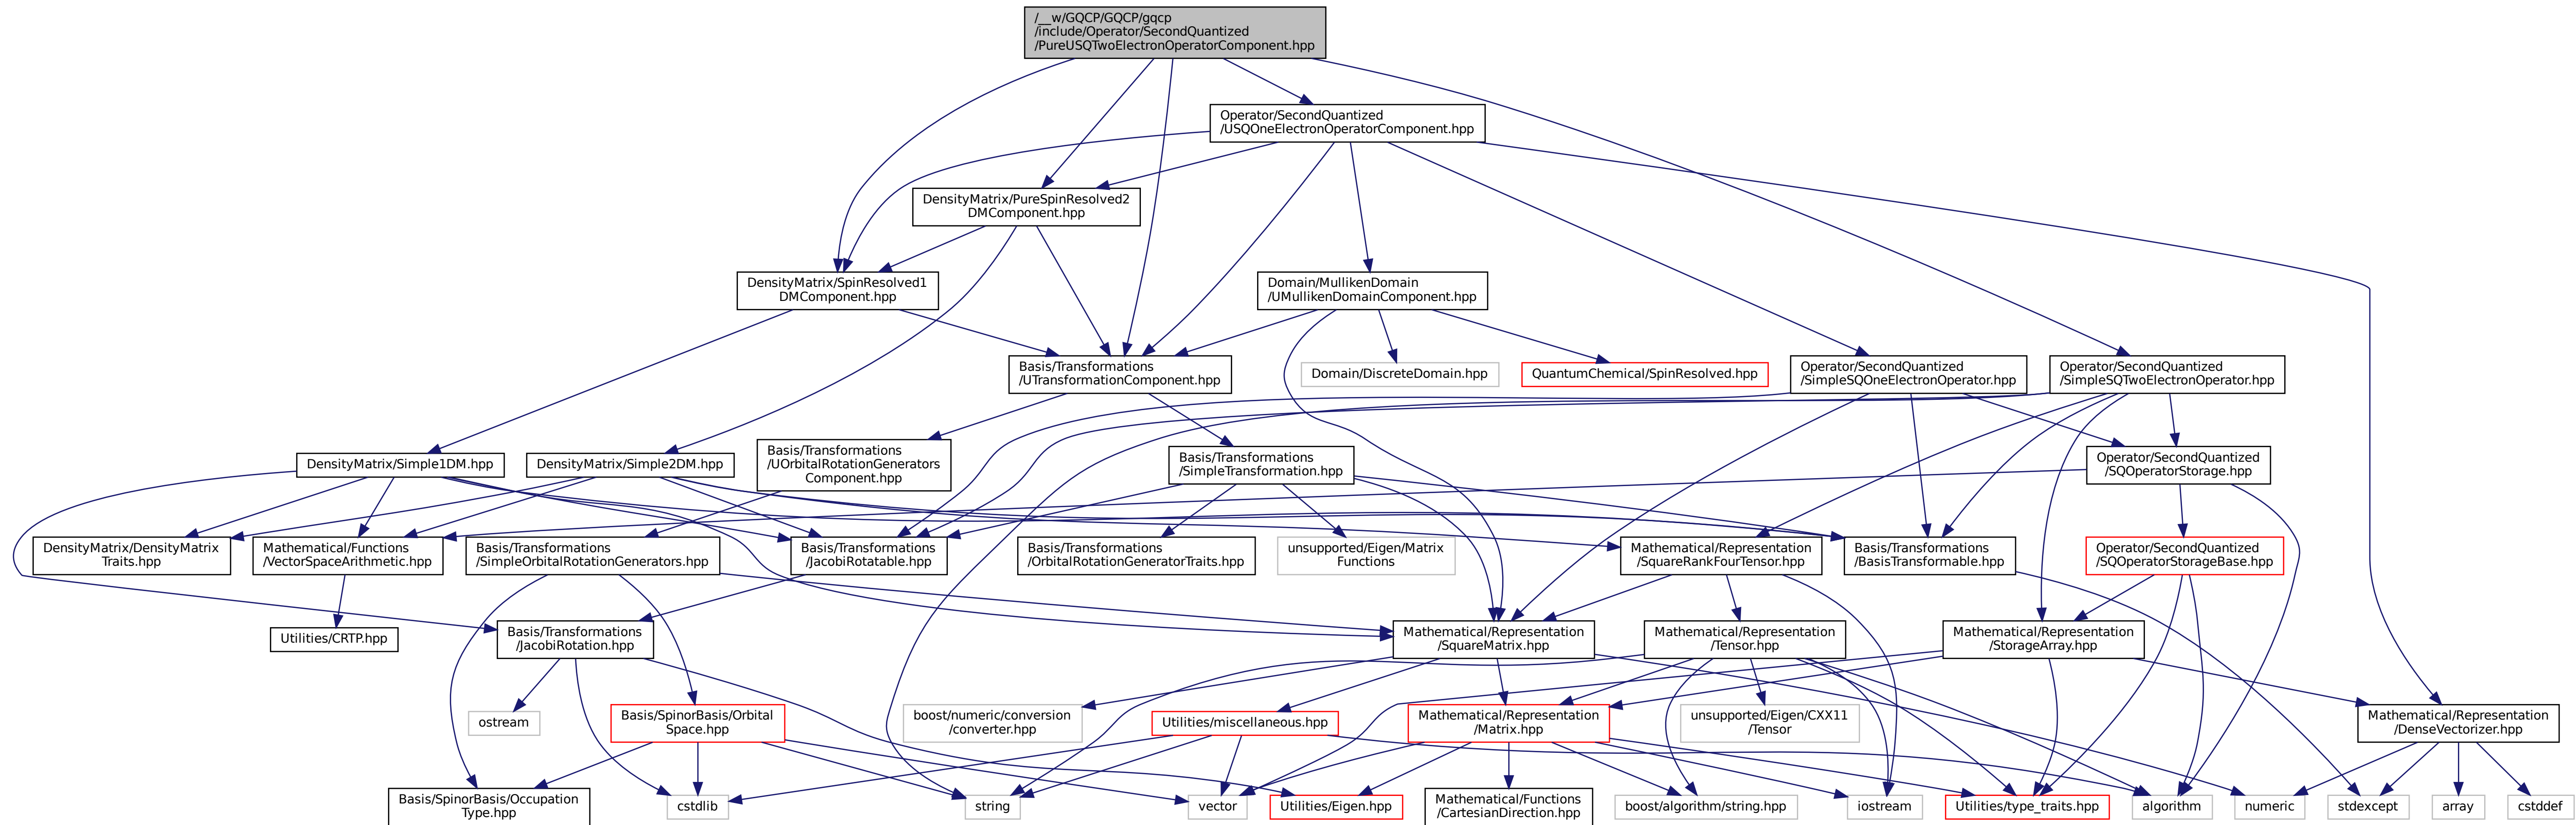 /__w/GQCP/GQCP/gqcp
/include/Operator/SecondQuantized
/PureUSQTwoElectronOperatorComponent.hpp
Operator/SecondQuantized
/USQOneElectronOperatorComponent.hpp
DensityMatrix/PureSpinResolved2
DMComponent.hpp
DensityMatrix/SpinResolved1
DMComponent.hpp
Domain/MullikenDomain
/UMullikenDomainComponent.hpp
Basis/Transformations
/UTransformationComponent.hpp
Domain/DiscreteDomain.hpp
QuantumChemical/SpinResolved.hpp
Operator/SecondQuantized
/SimpleSQOneElectronOperator.hpp
Operator/SecondQuantized
/SimpleSQTwoElectronOperator.hpp
DensityMatrix/Simple1DM.hpp
DensityMatrix/Simple2DM.hpp
Basis/Transformations
/UOrbitalRotationGenerators
Component.hpp
Basis/Transformations
/SimpleTransformation.hpp
Operator/SecondQuantized
/SQOperatorStorage.hpp
DensityMatrix/DensityMatrix
Traits.hpp
Mathematical/Functions
/VectorSpaceArithmetic.hpp
Basis/Transformations
/SimpleOrbitalRotationGenerators.hpp
Basis/Transformations
/JacobiRotatable.hpp
Basis/Transformations
/OrbitalRotationGeneratorTraits.hpp
unsupported/Eigen/Matrix
Functions
Mathematical/Representation
/SquareRankFourTensor.hpp
Basis/Transformations
/BasisTransformable.hpp
Operator/SecondQuantized
/SQOperatorStorageBase.hpp
Utilities/CRTP.hpp
Basis/Transformations
/JacobiRotation.hpp
Mathematical/Representation
/SquareMatrix.hpp
Mathematical/Representation
/Tensor.hpp
Mathematical/Representation
/StorageArray.hpp
ostream
Basis/SpinorBasis/Orbital
Space.hpp
boost/numeric/conversion
/converter.hpp
Utilities/miscellaneous.hpp
Mathematical/Representation
/Matrix.hpp
unsupported/Eigen/CXX11
/Tensor
Mathematical/Representation
/DenseVectorizer.hpp
Basis/SpinorBasis/Occupation
Type.hpp
cstdlib
string
vector
Utilities/Eigen.hpp
Mathematical/Functions
/CartesianDirection.hpp
boost/algorithm/string.hpp
iostream
Utilities/type_traits.hpp
algorithm
numeric
stdexcept
array
cstddef